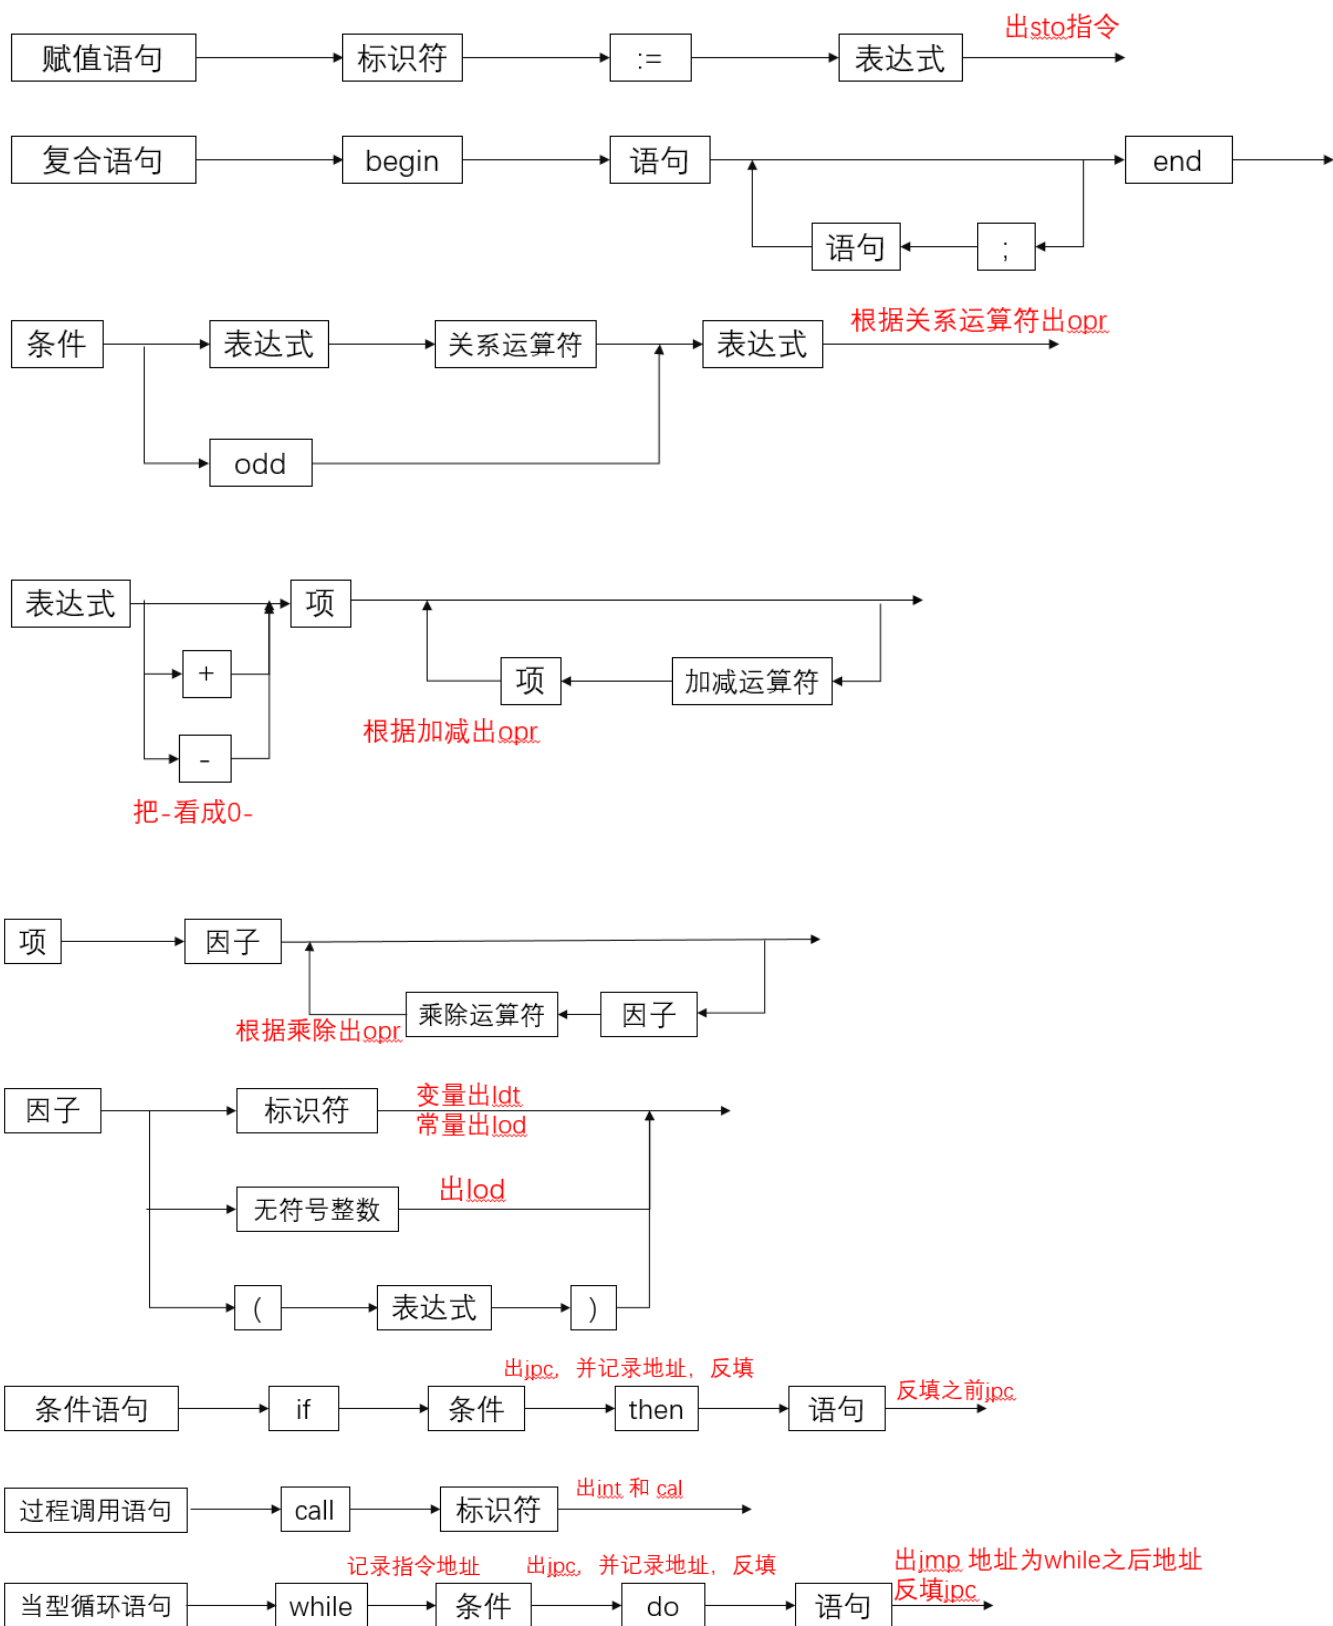 出sto指令
赋值语句 标识符 := 表达式
复合语句 begin 语句 end
语句 ;
根据关系运算符出opr
条件 表达式 关系运算符 表达式
odd
表达式 项
+ 项 加减运算符
根据加减出opr
-
把-看成0-
项 因子
乘除运算符 因子
根据乘除出opr
变量出ldt
因子 标识符
常量出lod
出lod
无符号整数
( 表达式 )
出jpc, 并记录地址, 反填
反填之前jpc
条件语句 if 条件 then 语句
出int 和 cal
过程调用语句 call 标识符
记录指令地址 出jpc, 并记录地址, 反填 出jmp 地址为while之后地址
反填jpc
当型循环语句 while 条件 do 语句